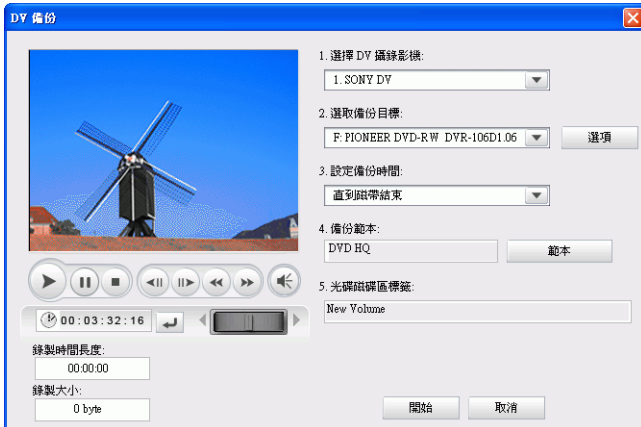 DV 備份
1. 選擇 DV 攝錄影機:
1. SONY DV
2. 選取備份目標:
F: PIONEER DVD-RW DVR-106D1.06
選項
3. 設定備份時間:
直到磁帶結束
4. 備份範本:
DVD HQ
範本
5. 光碟磁碟區標籤:
New Volume
00:03:32:16
錄製時間長度:
00:00:00
錄製大小:
0 byte
開始
取消